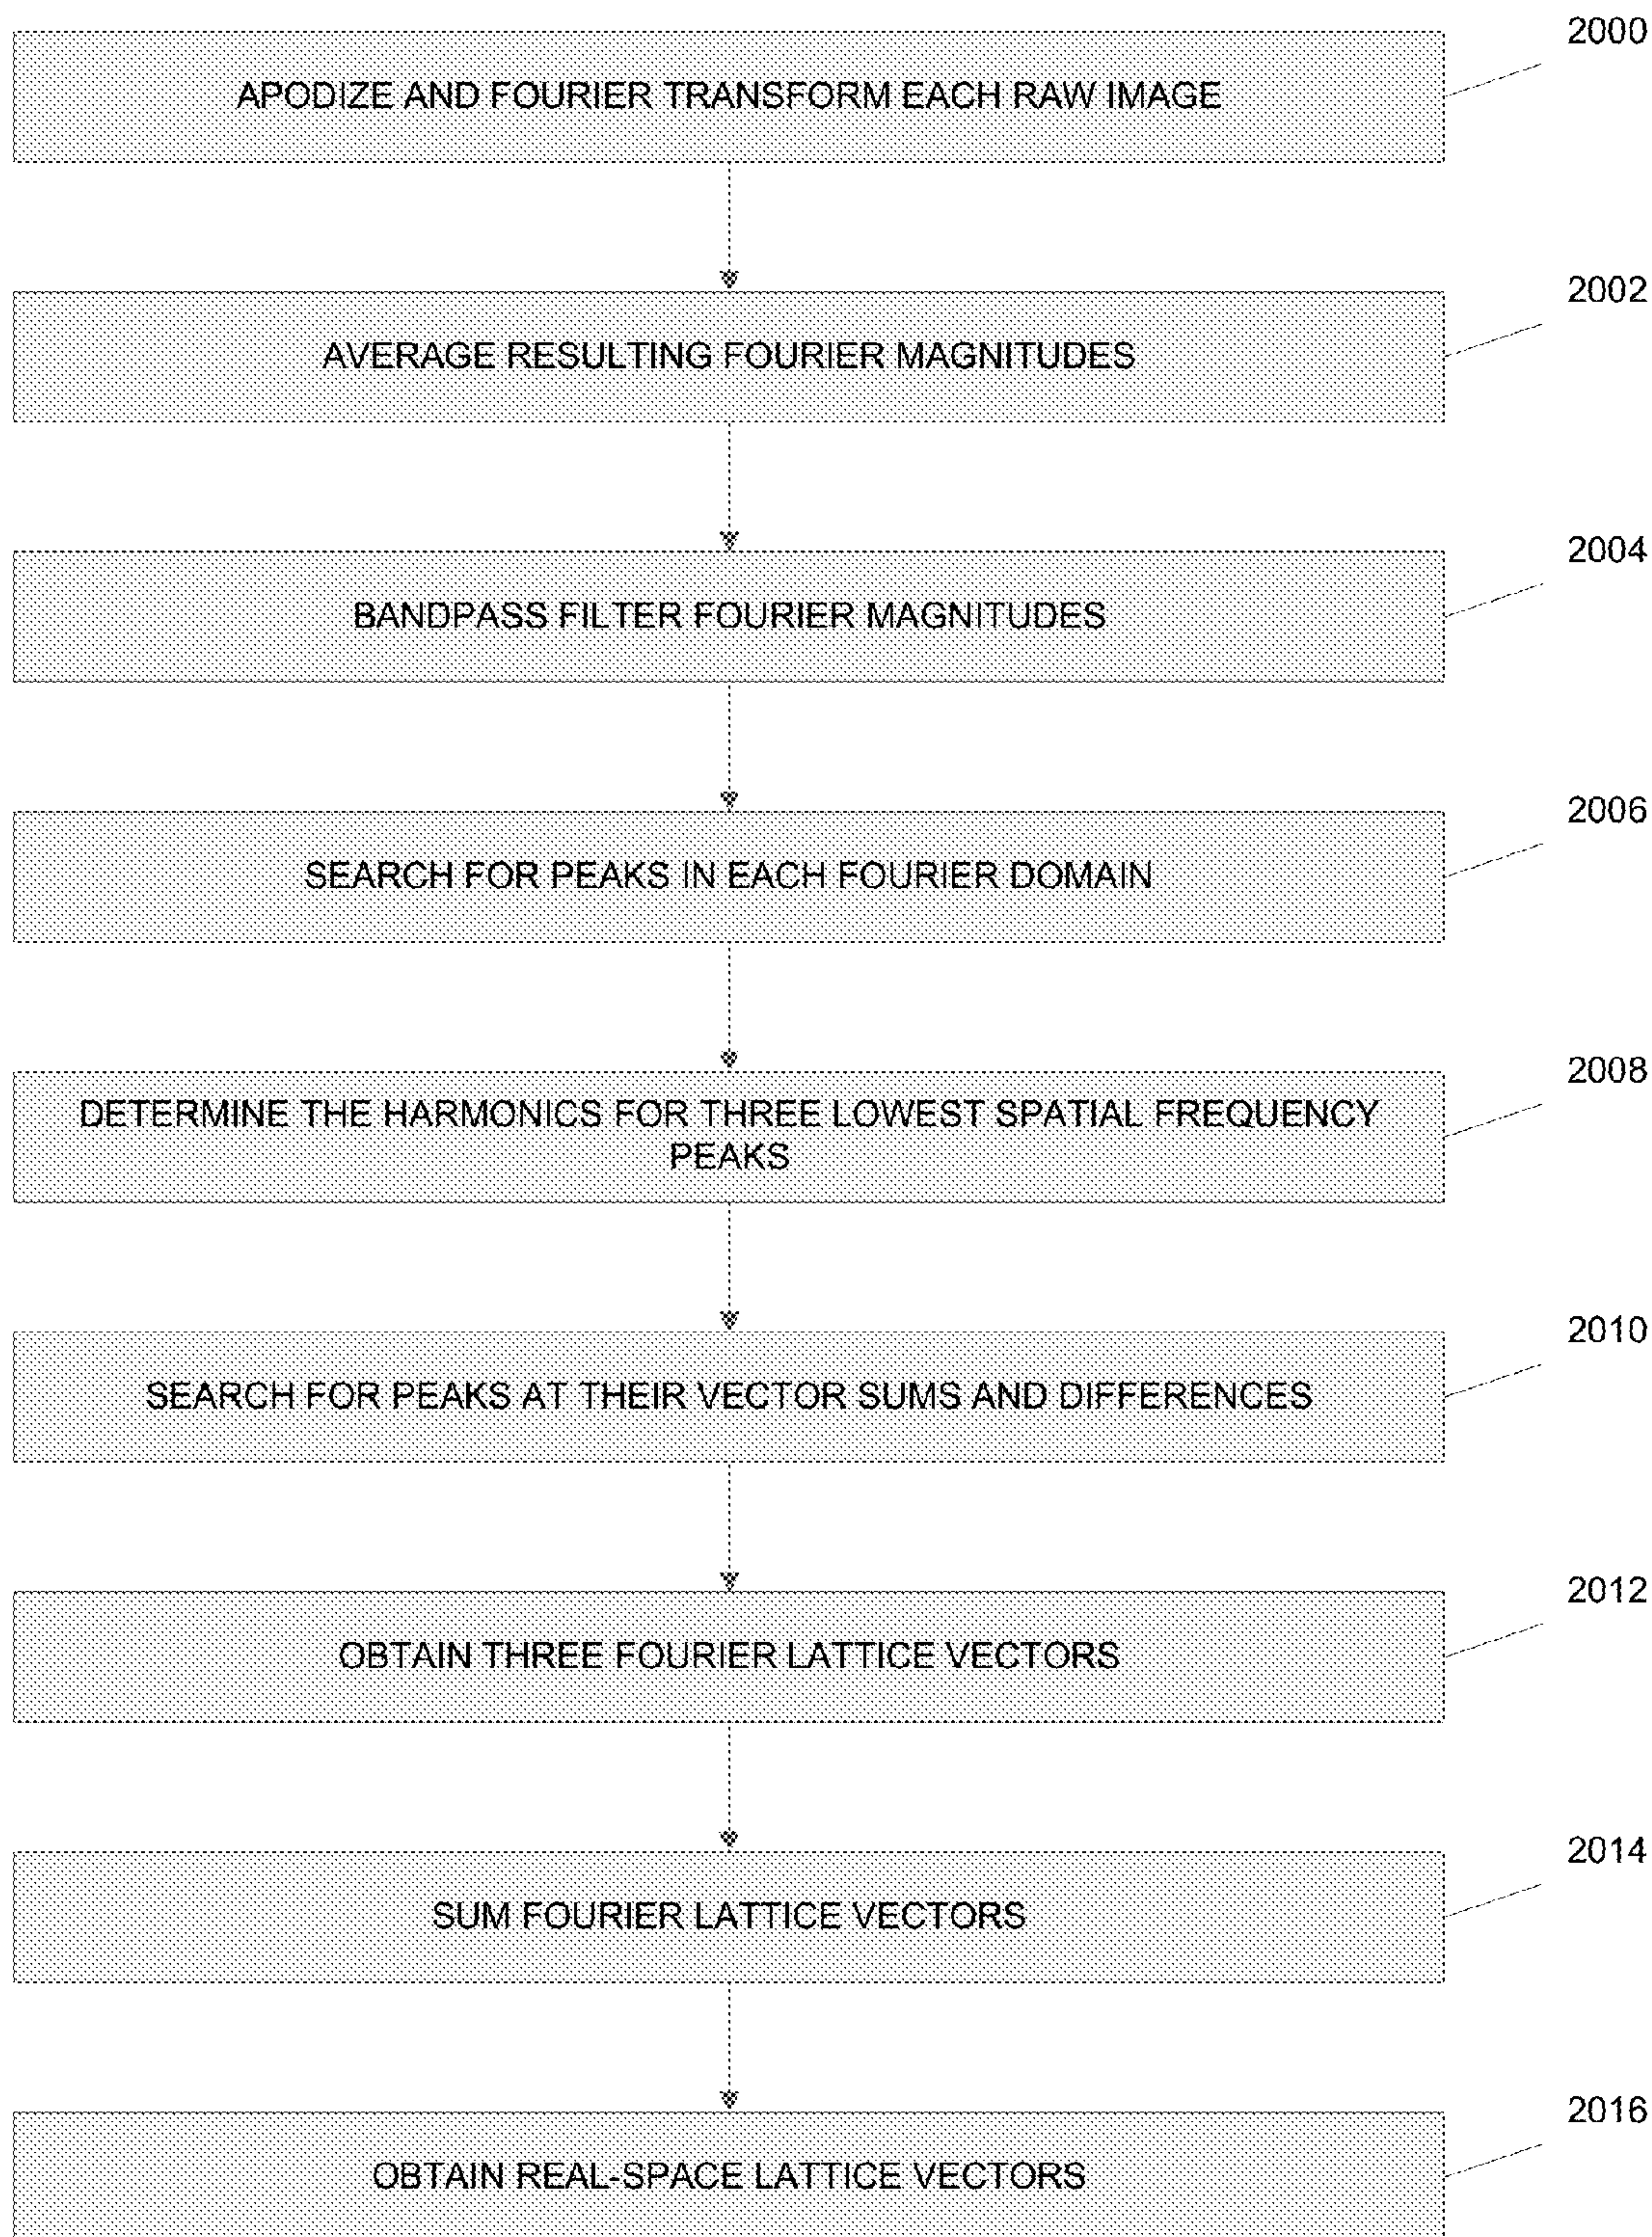 2000
APODIZE AND FOURIER TRANSFORM EACH RAW IMAGE
2002
AVERAGE RESULTING FOURIER MAGNITUDES
2004
BANDPASS FILTER FOURIER MAGNITUDES
2006
SEARCH FOR PEAKS IN EACH FOURIER DOMAIN
2008
DETERMINE THE HARMONICS FOR THREE LOWEST SPATIAL FREQUENCY
PEAKS
2010
SEARCH FOR PEAKS AT THEIR VECTOR SUMS AND DIFFERENCES
2012
OBTAIN THREE FOURIER LATTICE VECTORS
2014
SUM FOURIER LATTICE VECTORS
2016
OBTAIN REAL-SPACE LATTICE VECTORS